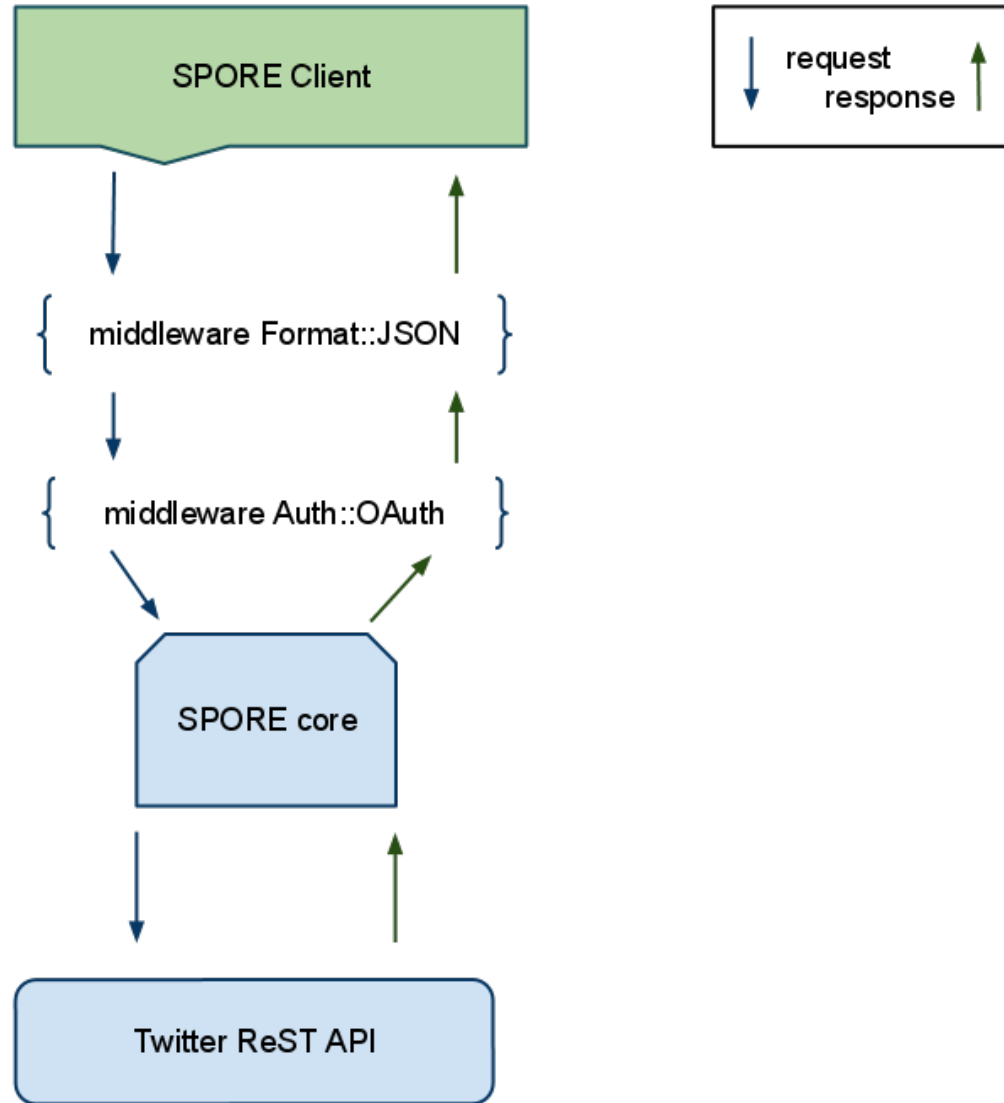 SPORE Client
request
response
middleware Format::JSON
middleware Auth::OAuth
SPORE core
Twitter ReST API